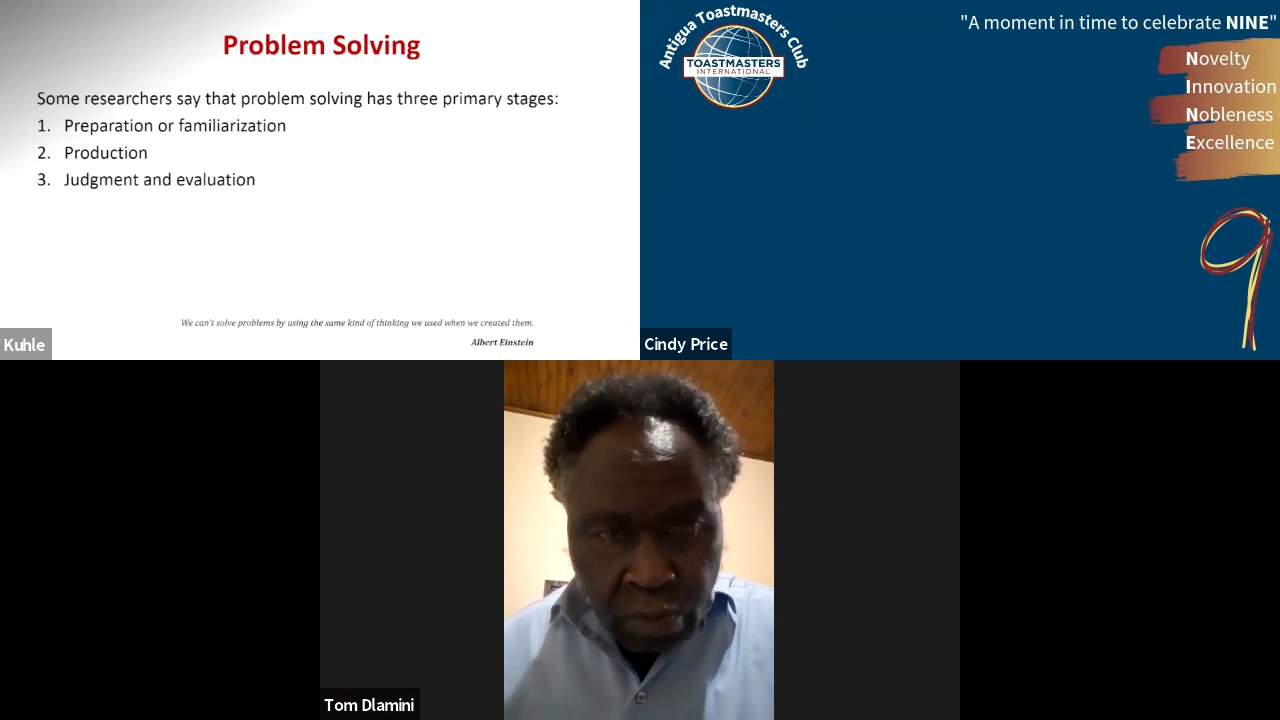 Problem Solving
Some researchers say that problem solving has three primary stages:
1. Preparation or familiarization
2. Production
3. Judgment and evaluation
We can't solve problems by using the same kind of thinking we used when we created them.
Albert Einstein
Kuhle
Antigua Toastmasters Club
TOASTMASTERS
INTERNATIONAL
"A moment in time to celebrate NINE"
Novelty
Innovation
Nobleness
Excellence
9
Cindy Price
Tom Dlamini